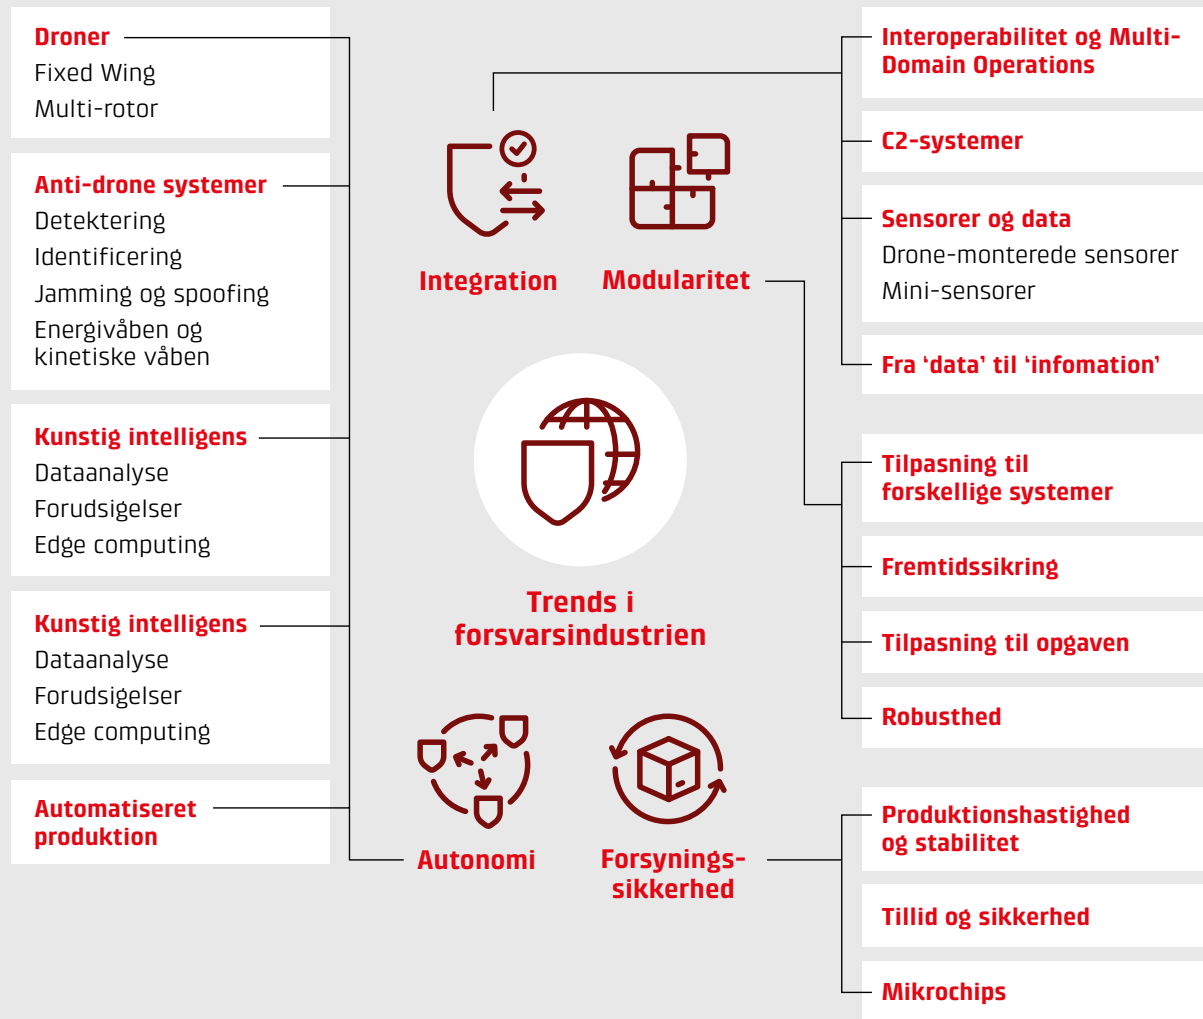 Droner
Fixed Wing
Multi-rotor
Anti-drone systemer
Detektering
Identificering
Jamming og spoofing
Energivåben og
kinetiske våben
Kunstig intelligens
Dataanalyse
Forudsigelser
Edge computing
Kunstig intelligens
Dataanalyse
Forudsigelser
Edge computing
Automatiseret
produktion
Integration
Modularitet
Trends i
forsvarsindustrien
Autonomi
Forsynings-
sikkerhed
Interoperabilitet og Multi-
Domain Operations
C2-systemer
Sensorer og data
Drone-monterede sensorer
Mini-sensorer
Fra ‘data’ til ‘infomation’
Tilpasning til
forskellige systemer
Fremtidssikring
Tilpasning til opgaven
Robusthed
Produktionshastighed
og stabilitet
Tillid og sikkerhed
Mikrochips